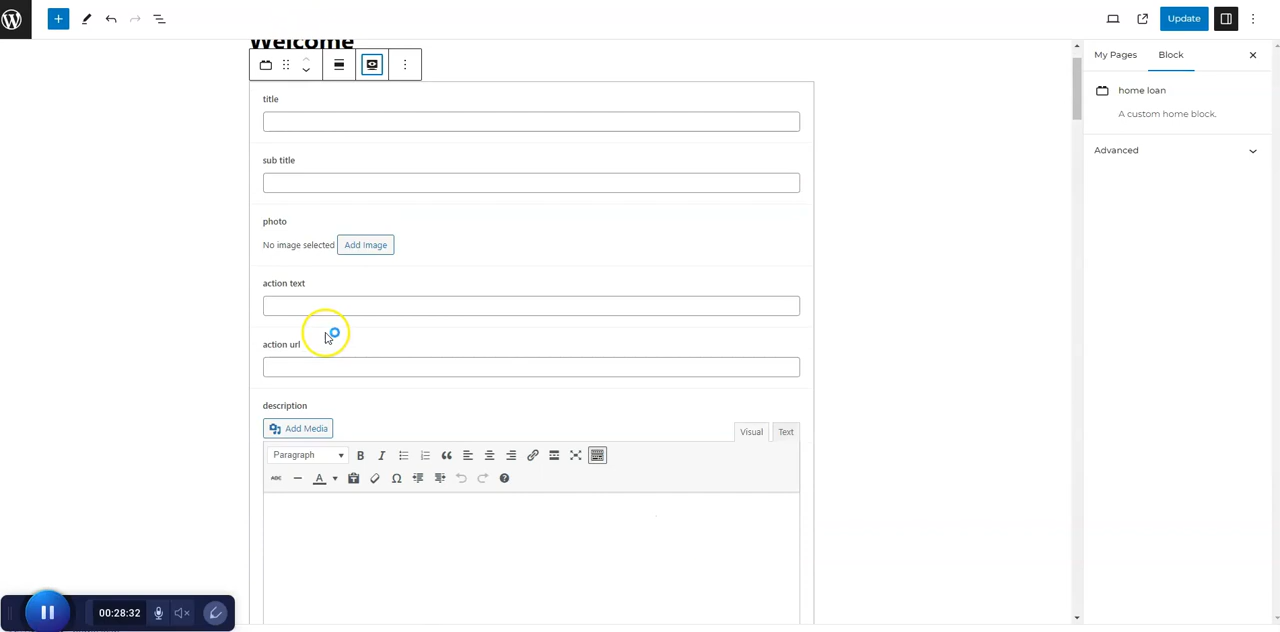 Update
Welcome
My Pages
Block
home loan
A custom home block.
Advanced
title
sub title
photo
No image selected
Add Image
action text
action url
description
Add Media
Visual
Text
Paragraph
B
I
ABC
A
Ω
00:28:32